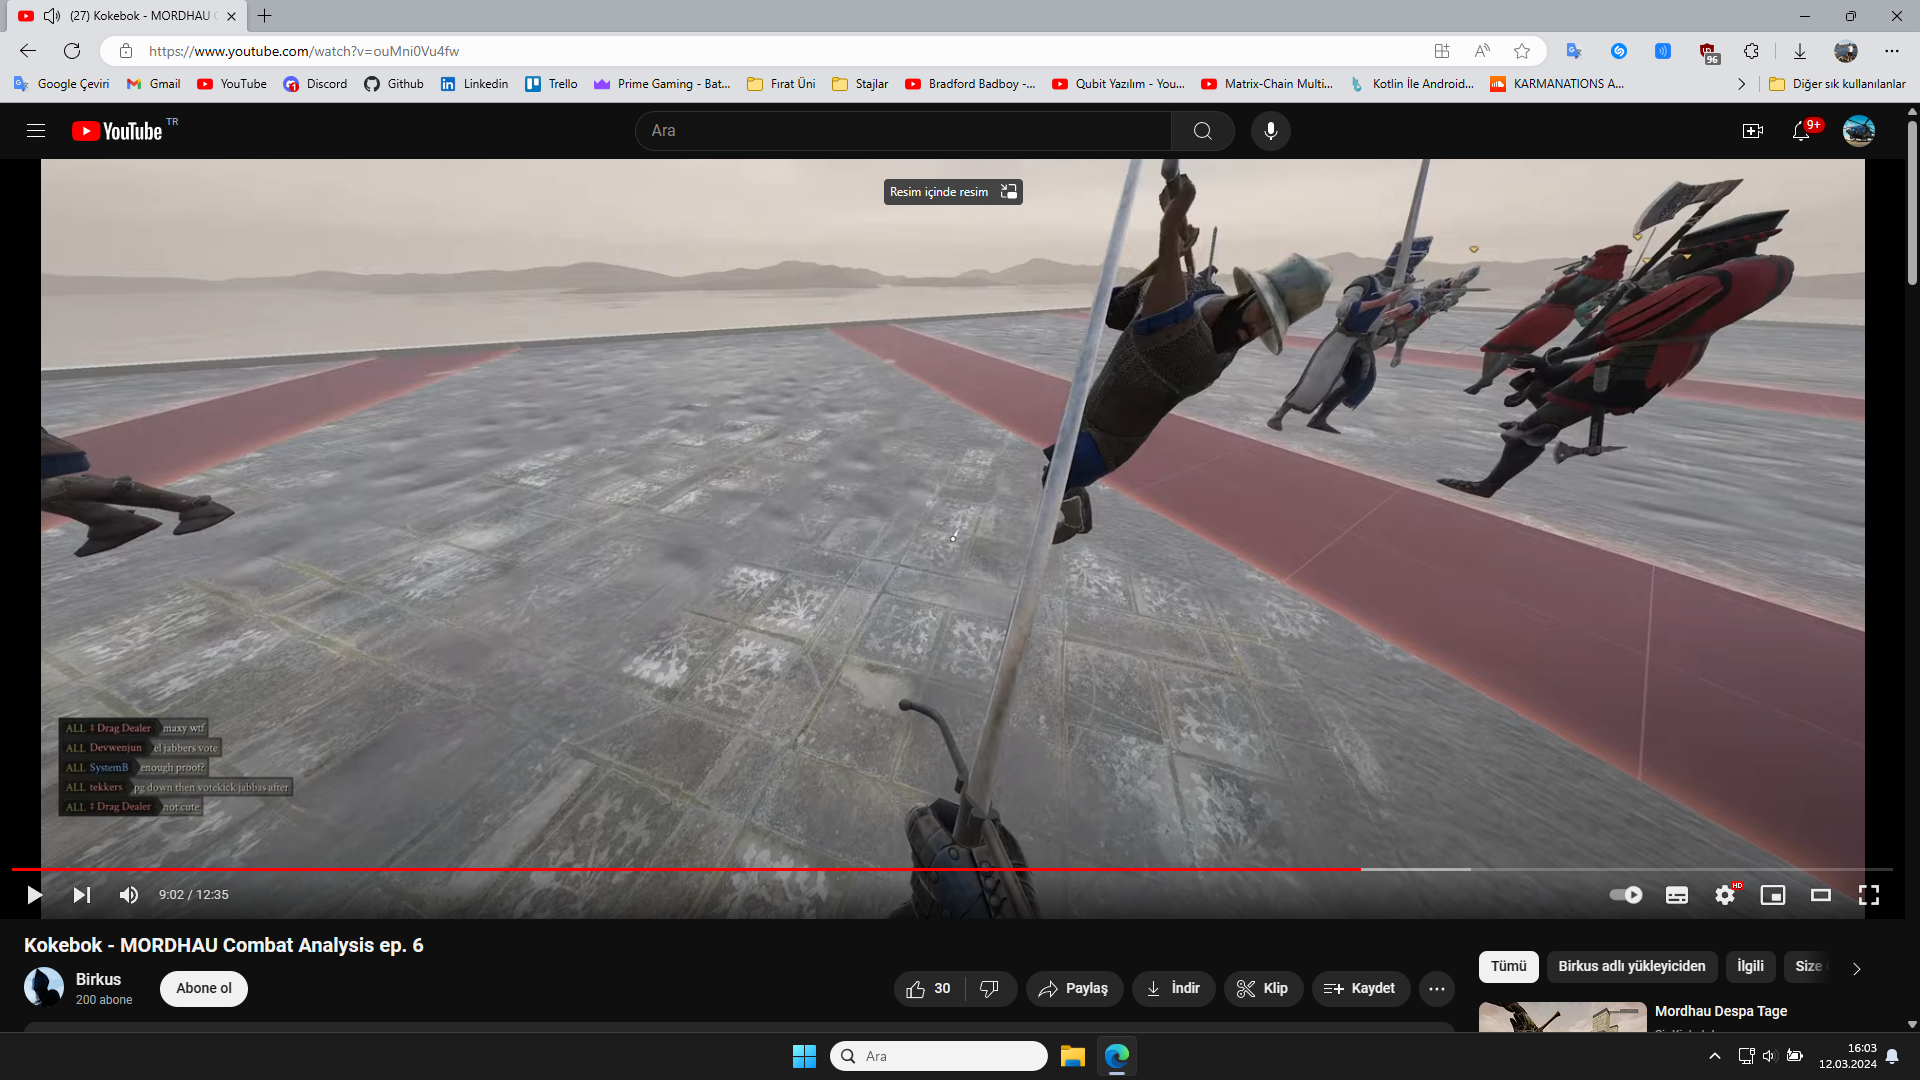 (27) Kokebok - MORDHAU
https://www.youtube.com/watch?v=ouMni0Vu4fw
96
Google Çeviri
Gmail
YouTube
Discord
Github
Linkedin
Trello
Prime Gaming - Bat...
Fırat Üni
Stajlar
Bradford Badboy -...
Qubit Yazılım - You...
Matrix-Chain Multi...
Kotlin İle Android...
KARMANATIONS A...
Diğer sık kullanılanlar
YouTube TR
Ara
9+
Resim içinde resim
ALL ‡ Drag Dealer maxy wtf
ALL Devwenjun el jabbers vote
ALL SystemB enough proof?
ALL tekkers pg down then votekick jabbas after
ALL ‡ Drag Dealer not cute
9:02 / 12:35
HD
Kokebok - MORDHAU Combat Analysis ep. 6
Birkus
200 abone
Abone ol
30
Paylaş
İndir
Klip
Kaydet
Tümü
Birkus adlı yükleyiciden
İlgili
Size
Mordhau Despa Tage
Ara
16:03
12.03.2024